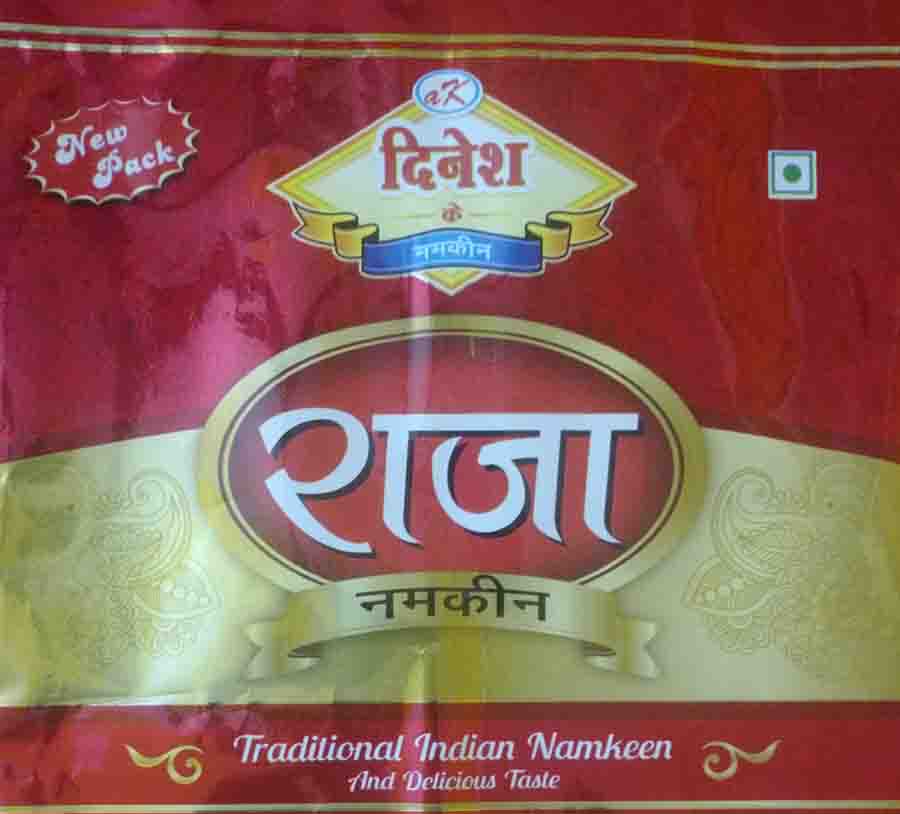 aK
New
Pack
दिनेश
के
नमकीन
राजा
नमकीन
Traditional Indian Namkeen
And Delicious Taste